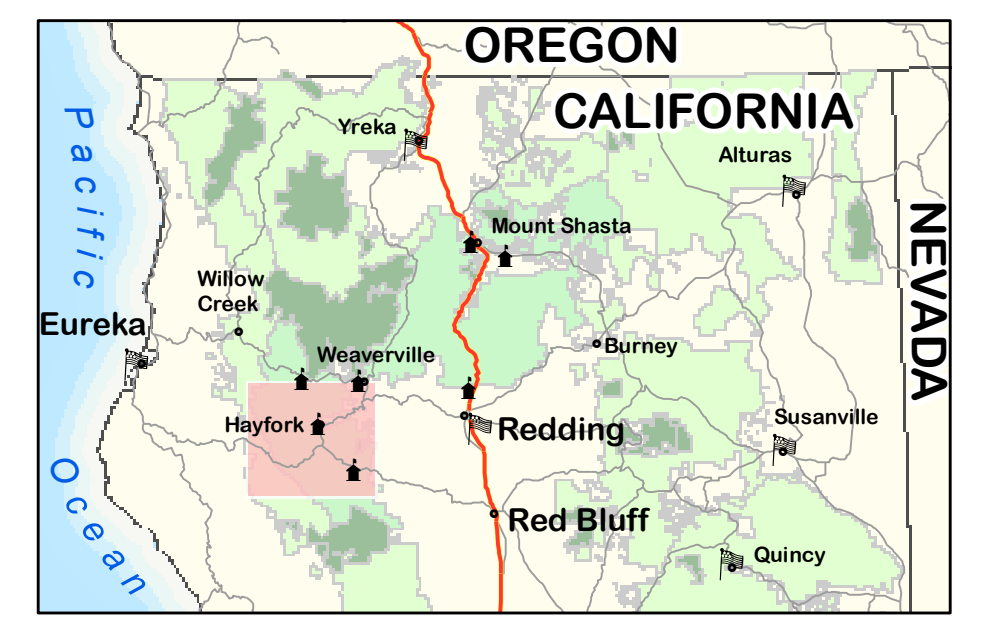 OREGON
CALIFORNIA
Pacific
Yreka
Alturas
NEVADA
Mount Shasta
Willow
Creek
Eureka
Weaverville
Burney
Hayfork
Redding
Susanville
Ocean
Red Bluff
Quincy